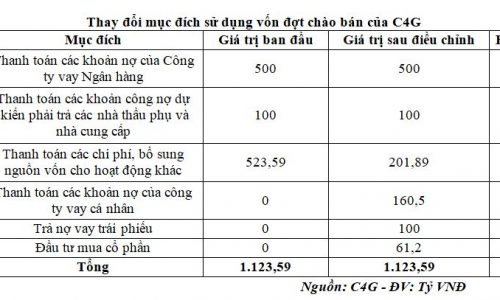 Thay đổi mục đích sử dụng vốn đợt chào bán của C4G
Mục đích Giá trị ban đầu Giá trị sau điều chỉnh
Thanh toán các khoản nợ của Công
ty vay Ngân hàng 500 500
Thanh toán các khoản công nợ dự
kiến phải trả các nhà thầu phụ và 100 100
nhà cung cấp
Thanh toán các chi phí, bổ sung
nguồn vốn cho hoạt động khác 523,59 201,89
Thanh toán các khoản nợ của công
ty vay cá nhân 0 160,5
Trả nợ vay trái phiếu 0 100
Đầu tư mua cổ phần 0 61,2
Tổng 1.123,59 1.123,59
Nguồn: C4G - ĐV: Tỷ VNĐ